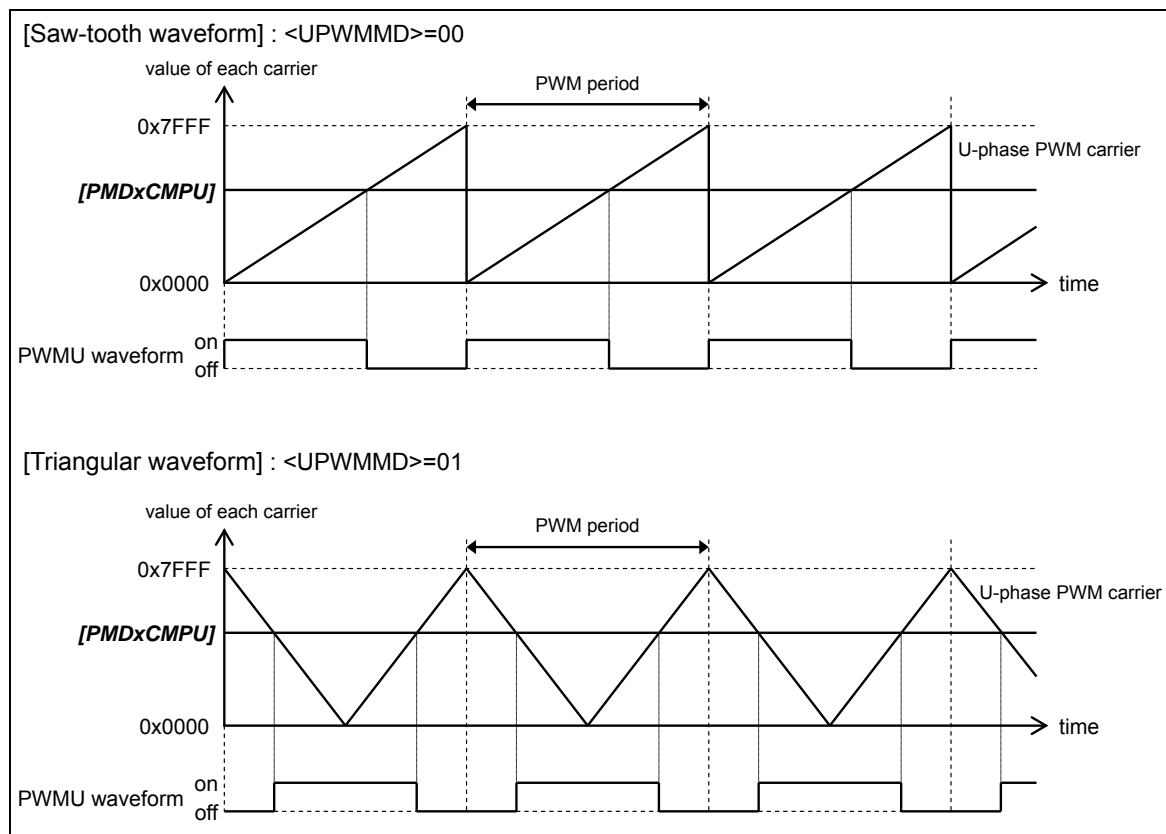 [Saw-tooth waveform] : <UPWMMD>=00
value of each carrier
PWM period
0x7FFF
U-phase PWM carrier
[PMDxCMPU]
0x0000
time
on
PWMU waveform
off
[Triangular waveform] : <UPWMMD>=01
value of each carrier
PWM period
0x7FFF
U-phase PWM carrier
[PMDxCMPU]
0x0000
time
on
PWMU waveform
off